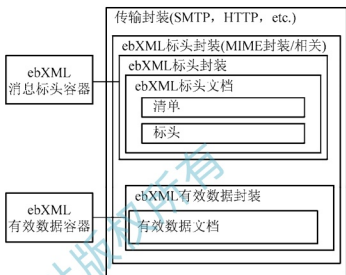 传输封装(SMTP，HTTP，etc.)
ebXML标头封装(MIME封装/相关)
ebXML标头封装
ebXML标头文档
清单
标头
ebXML
消息标头容器
ebXML有效数据封装
有效数据文档
ebXML
有效数据容器
版权所有